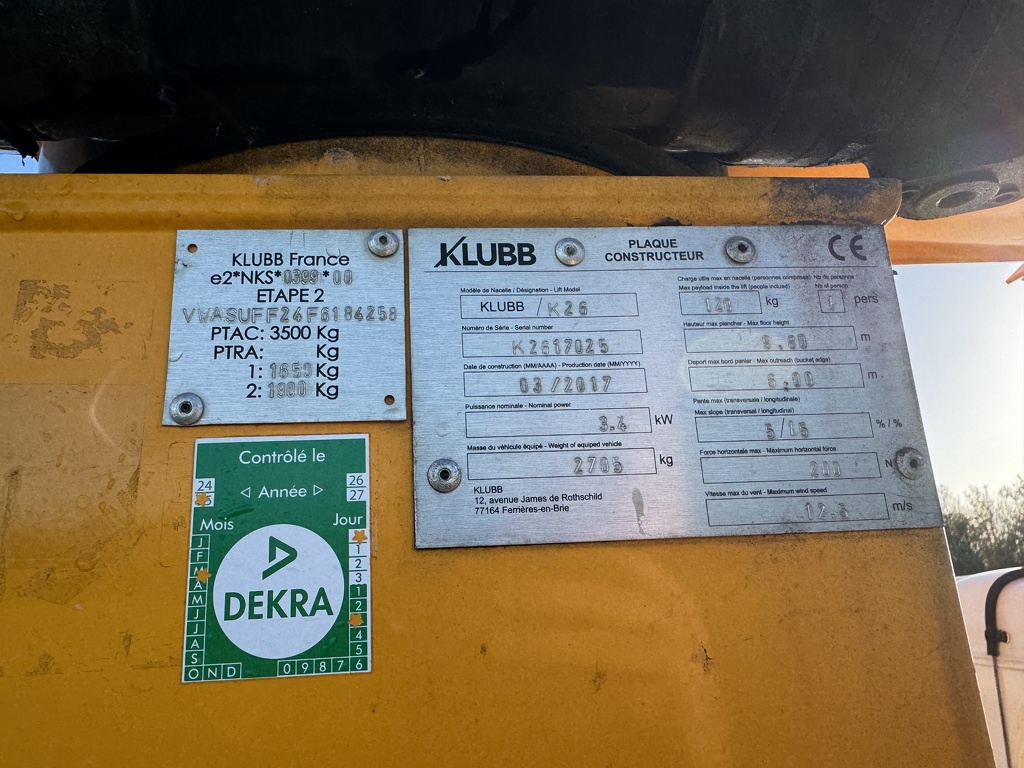 KLUBB France
e2*NKS*0399*00
ETAPE 2
VWASUFF24F6184258
PTAC: 3500 Kg
PTRA: Kg
1: 1650 Kg
2: 1900 Kg
KLUBB
PLAQUE
CONSTRUCTEUR
CE
Modèle de Nacelle / Désignation - Lift Model
KLUBB / K26
Numéro de Série - Serial number
K2617025
Date de construction (MM/AAAA) - Production date (MM/YYYY)
03/2017
Puissance nominale - Nominal power
3.4 kW
Masse du véhicule équipé - Weight of equiped vehicle
2705 kg
KLUBB
12, avenue James de Rothschild
77164 Ferrières-en-Brie
Charge utile max en nacelle (personnes comprises) Nb de personne
Max payload inside the lift (people inclued) Nb of person
120 kg 1 pers
Hauteur max plancher - Max floor height
9,80 m
Deport max bord panier - Max outreach (bucket edge)
6,00 m
Pente max (transversale / longitudinale)
Max slope (transversal / longitudinal)
5/15 % / %
Force horizontale max - Maximum horizontal force
200 N
Vitesse max du vent - Maximum wind speed
12.5 m/s
Contrôlé le
24 26
◁ Année ▷
27
Mois Jour
J
F
A
M
J
J
A
S
O N D
1
2
3
1
2
4
5
0 9 8 7 6
DEKRA